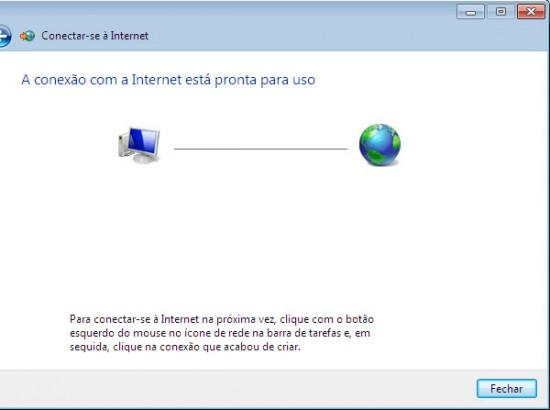 Conectar-se à Internet
A conexão com a Internet está pronta para uso
Para conectar-se à Internet na próxima vez, clique com o botão
esquerdo do mouse no ícone de rede na barra de tarefas e, em
seguida, clique na conexão que acabou de criar.
Fechar